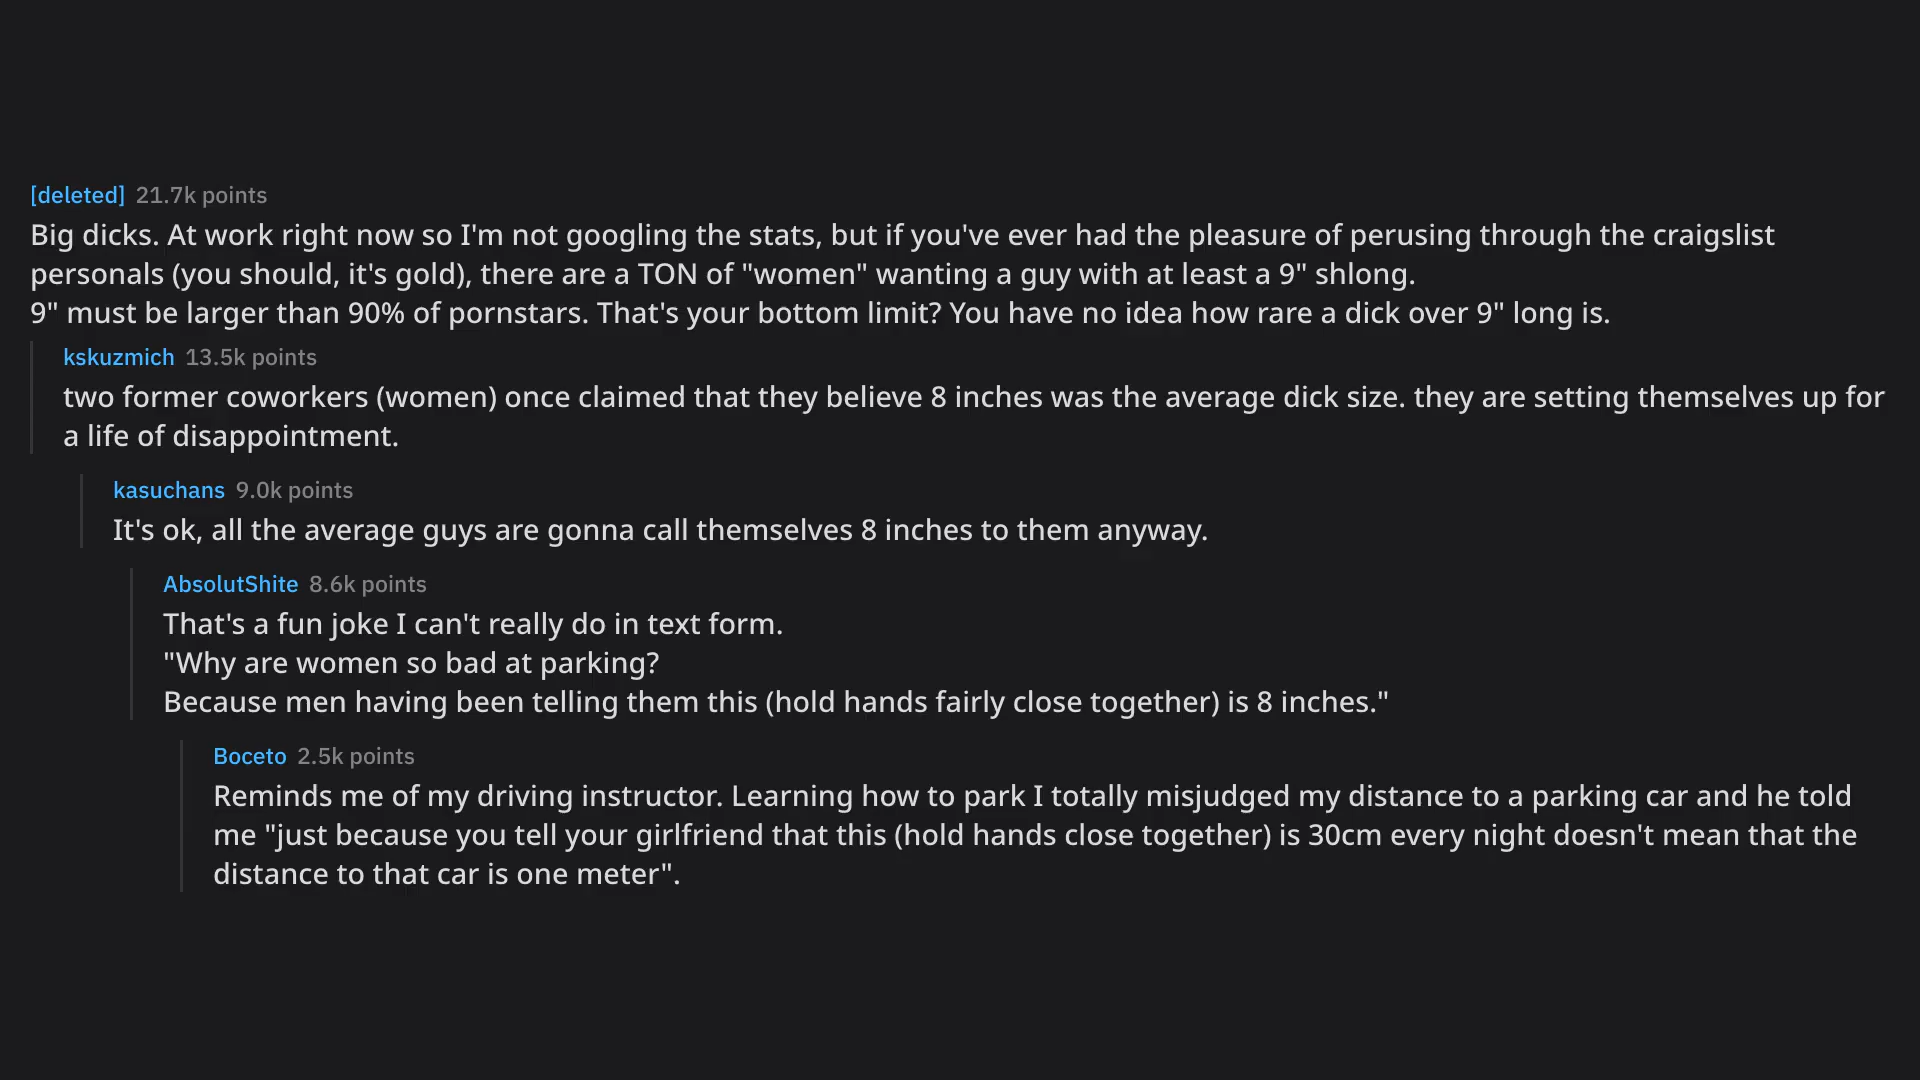 [deleted] 21.7k points
Big dicks. At work right now so I'm not googling the stats, but if you've ever had the pleasure of perusing through the craigslist
personals (you should, it's gold), there are a TON of "women" wanting a guy with at least a 9" shlong.
9" must be larger than 90% of pornstars. That's your bottom limit? You have no idea how rare a dick over 9" long is.
kskuzmich 13.5k points
two former coworkers (women) once claimed that they believe 8 inches was the average dick size. they are setting themselves up for
a life of disappointment.
kasuchans 9.0k points
It's ok, all the average guys are gonna call themselves 8 inches to them anyway.
AbsolutShite 8.6k points
That's a fun joke I can't really do in text form.
"Why are women so bad at parking?
Because men having been telling them this (hold hands fairly close together) is 8 inches."
Boceto 2.5k points
Reminds me of my driving instructor. Learning how to park I totally misjudged my distance to a parking car and he told
me "just because you tell your girlfriend that this (hold hands close together) is 30cm every night doesn't mean that the
distance to that car is one meter".